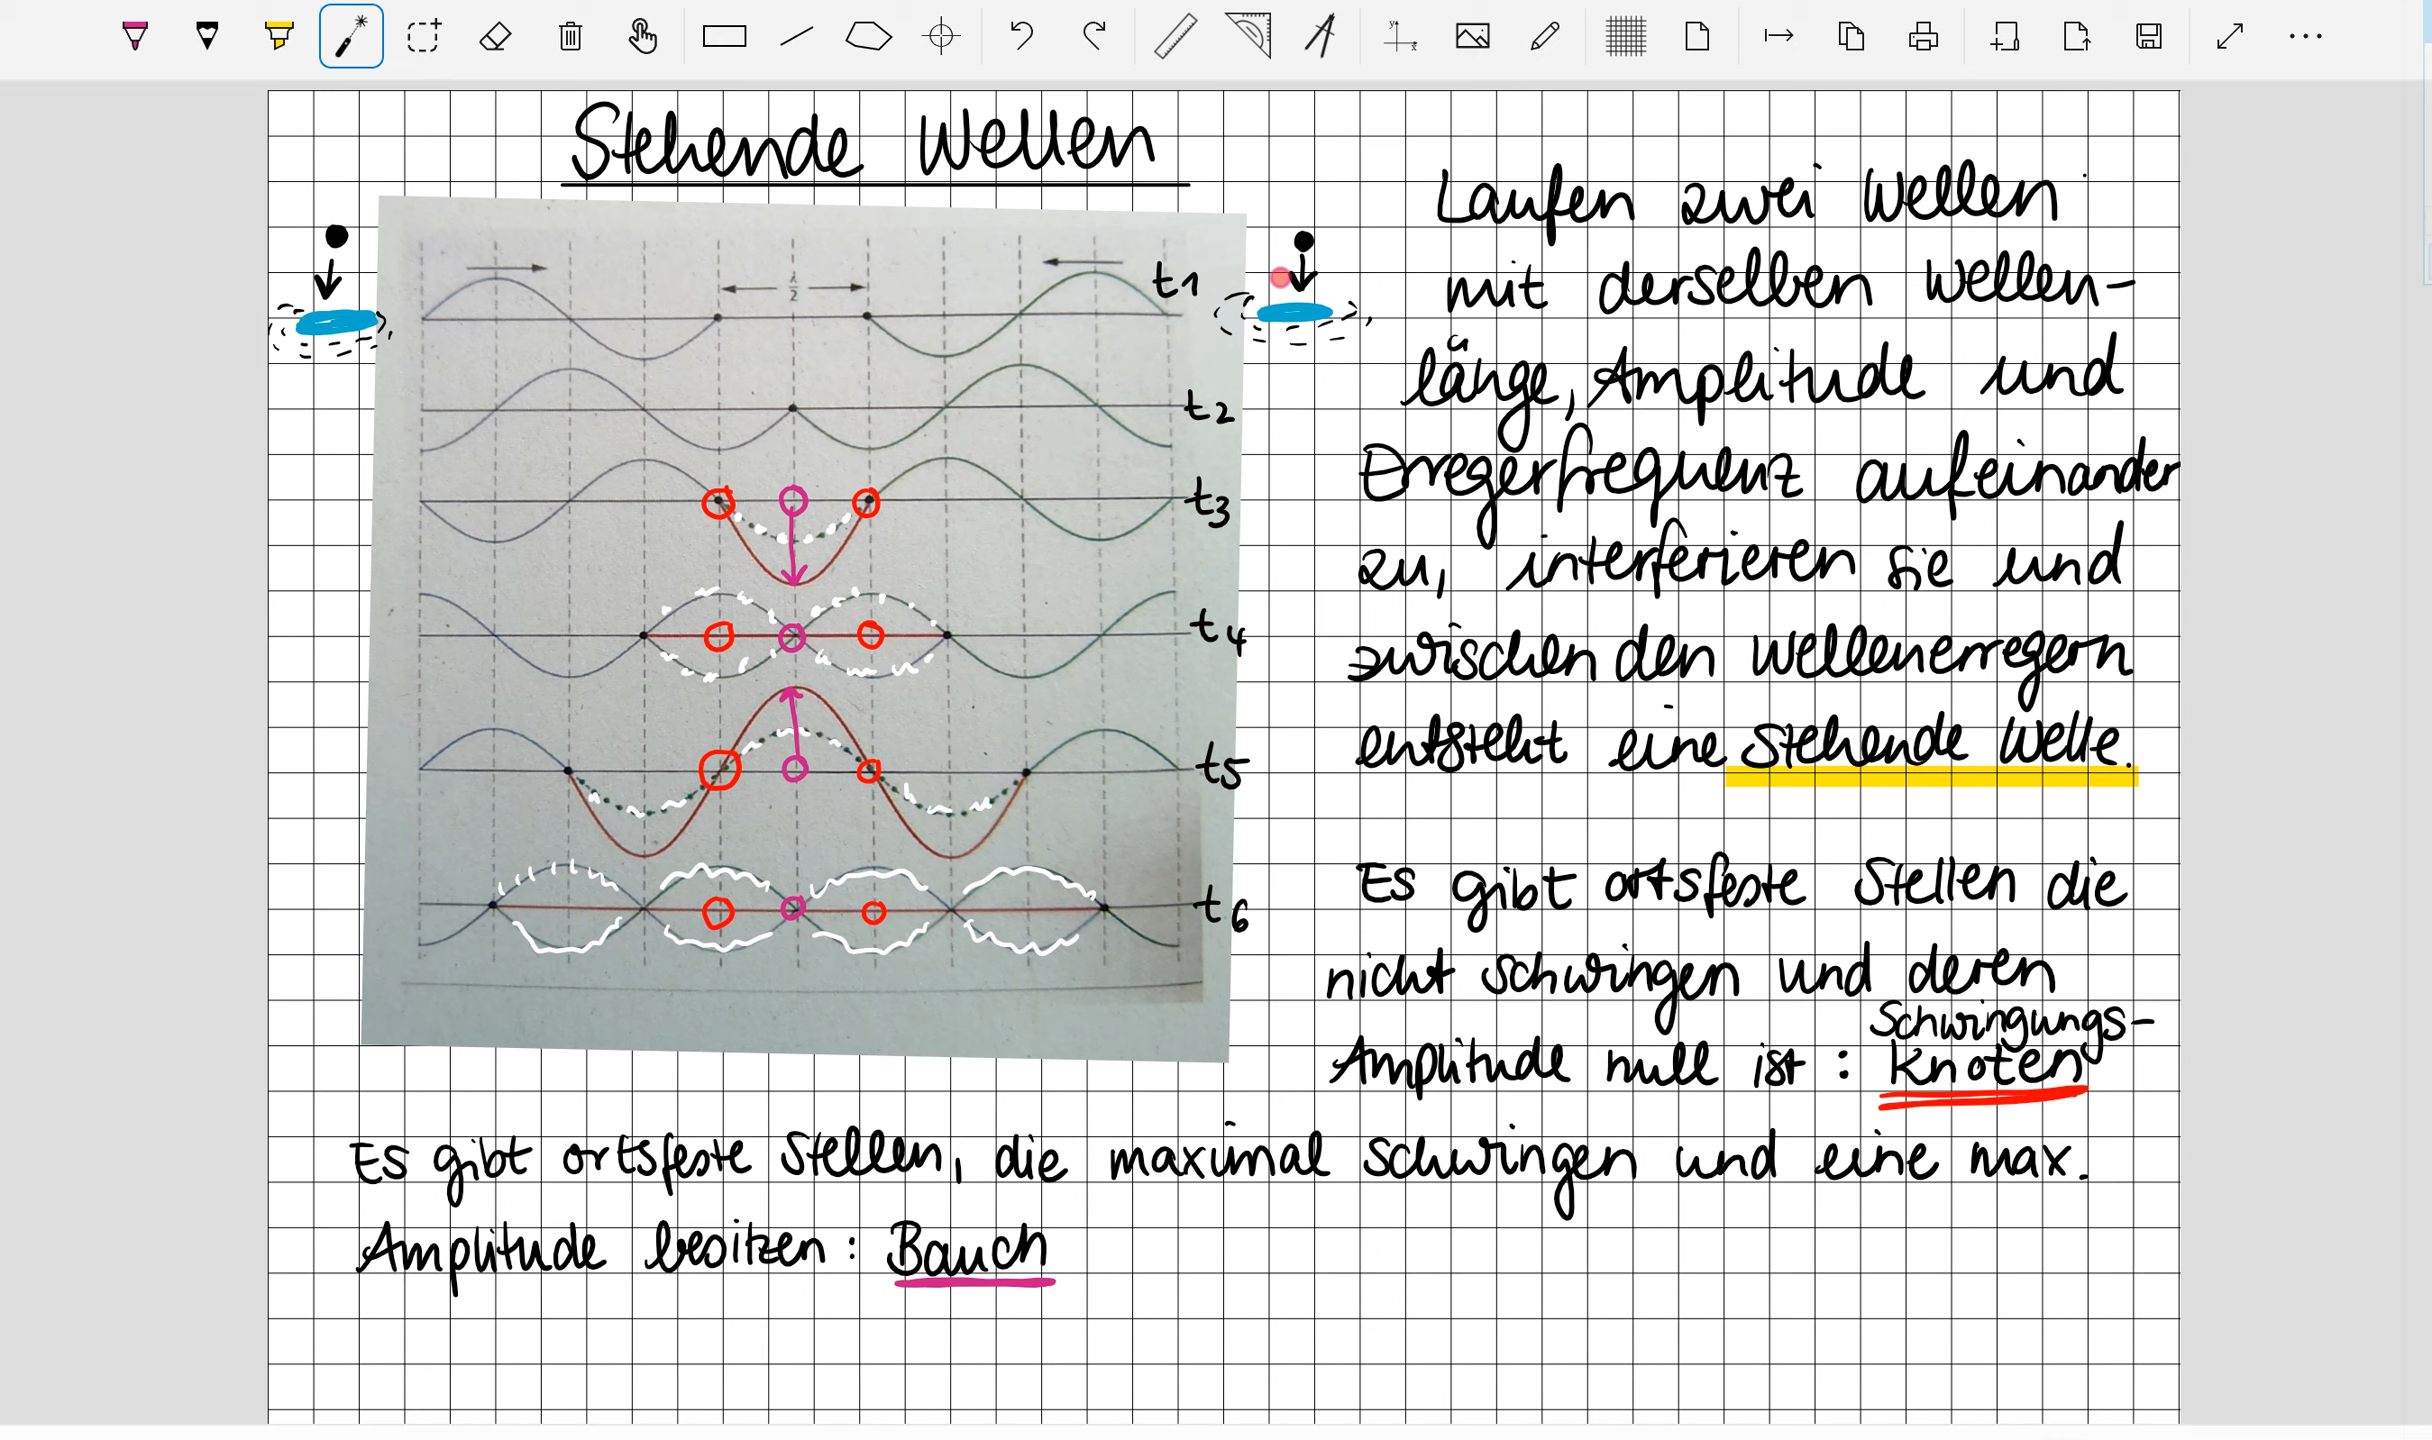 Stehende Wellen
λ/2
t1
t2
t3
t4
t5
t6
Laufen zwei Wellen
mit derselben Wellen-
länge, Amplitude und
Erregerfrequenz aufeinander
zu, interferieren sie und
zwischen den Wellenerregern
entsteht eine Stehende Welle.
Es gibt ortsfeste Stellen die
nicht schwingen und deren
Schwingungs-
Amplitude null ist: Knoten
Es gibt ortsfeste Stellen, die maximal schwingen und eine max.
Amplitude besitzen: Bauch